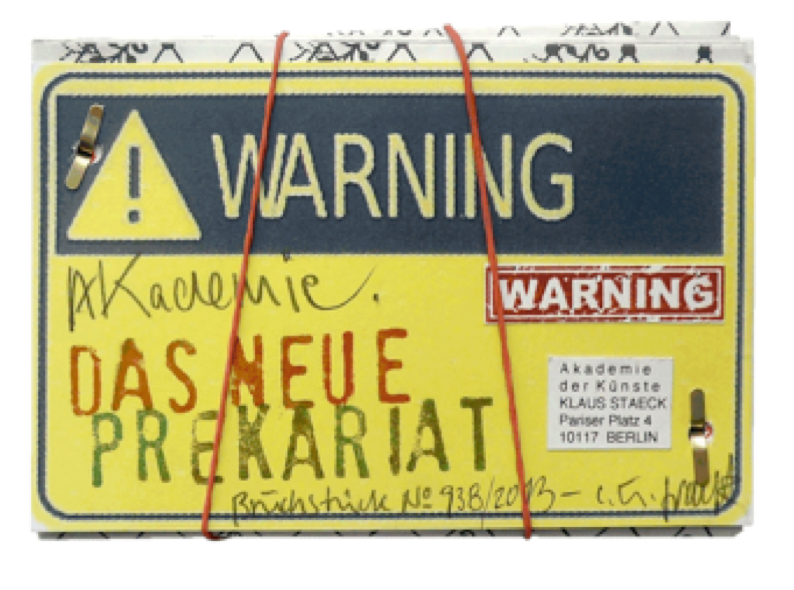 WARNING
AKademie.
WARNING
DAS NEUE
PREKARIAT
Akademie
der Künste
KLAUS STAECK
Pariser Platz 4
10117 BERLIN
Brüchstück No 938/2013 –